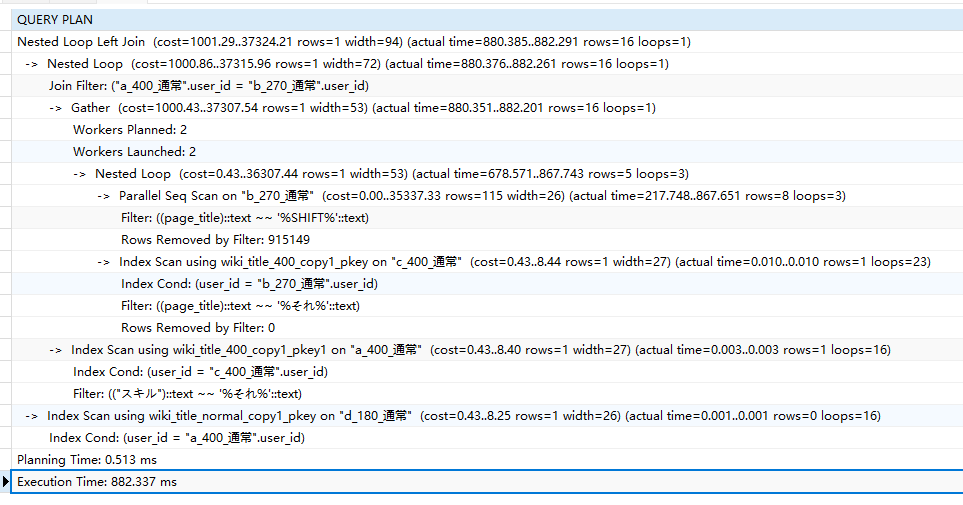 QUERY PLAN
Nested Loop Left Join  (cost=1001.29..37324.21 rows=1 width=94) (actual time=880.385..882.291 rows=16 loops=1)
-> Nested Loop  (cost=1000.86..37315.96 rows=1 width=72) (actual time=880.376..882.261 rows=16 loops=1)
Join Filter: ("a_400_通常".user_id = "b_270_通常".user_id)
-> Gather  (cost=1000.43..37307.54 rows=1 width=53) (actual time=880.351..882.201 rows=16 loops=1)
Workers Planned: 2
Workers Launched: 2
-> Nested Loop  (cost=0.43..36307.44 rows=1 width=53) (actual time=678.571..867.743 rows=5 loops=3)
-> Parallel Seq Scan on "b_270_通常"  (cost=0.00..35337.33 rows=115 width=26) (actual time=217.748..867.651 rows=8 loops=3)
Filter: ((page_title)::text ~~ '%SHIFT%'::text)
Rows Removed by Filter: 915149
-> Index Scan using wiki_title_400_copy1_pkey on "c_400_通常"  (cost=0.43..8.44 rows=1 width=27) (actual time=0.010..0.010 rows=1 loops=23)
Index Cond: (user_id = "b_270_通常".user_id)
Filter: ((page_title)::text ~~ '%それ%'::text)
Rows Removed by Filter: 0
-> Index Scan using wiki_title_400_copy1_pkey1 on "a_400_通常"  (cost=0.43..8.40 rows=1 width=27) (actual time=0.003..0.003 rows=1 loops=16)
Index Cond: (user_id = "c_400_通常".user_id)
Filter: (("スキル")::text ~~ '%それ%'::text)
-> Index Scan using wiki_title_normal_copy1_pkey on "d_180_通常"  (cost=0.43..8.25 rows=1 width=26) (actual time=0.001..0.001 rows=0 loops=16)
Index Cond: (user_id = "a_400_通常".user_id)
Planning Time: 0.513 ms
Execution Time: 882.337 ms